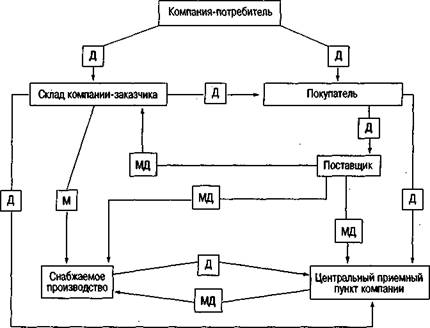 Компания-потребитель
Д
Д
Склад компании-заказчика
Д
Покупатель
Д
МД
Поставщик
Д
М
МД
Д
МД
Снабжаемое
производство
Д
МД
Центральный приемный
пункт компании